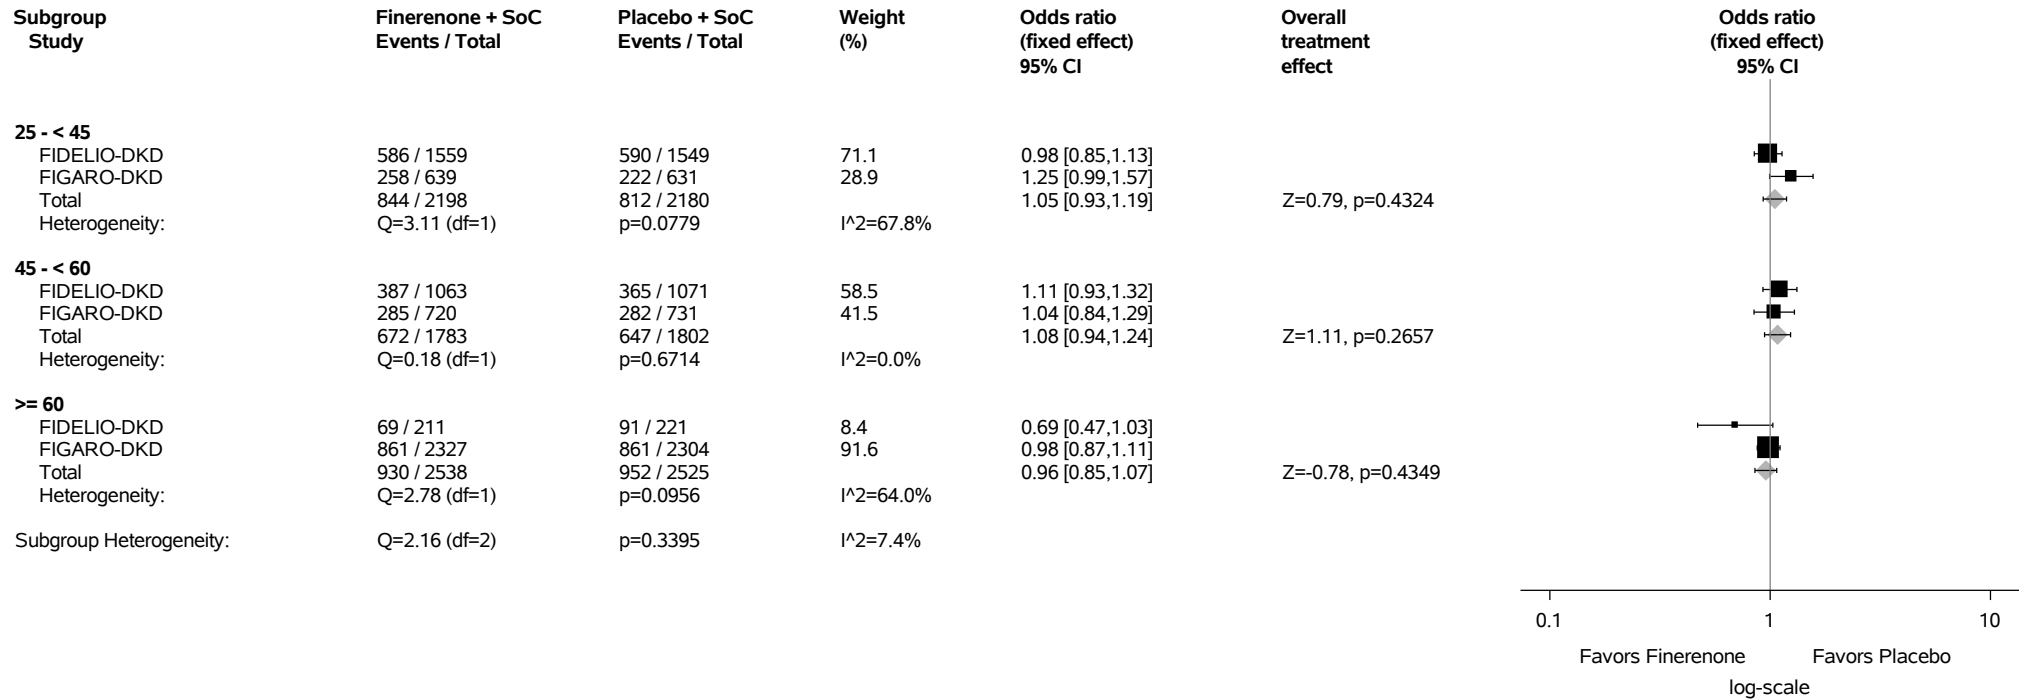 Subgroup Finerenone + SoC Placebo + SoC Weight Odds ratio Overall Odds ratio
Study Events / Total Events / Total (%) (fixed effect) treatment (fixed effect)
95% CI effect 95% CI
25 - < 45
FIDELIO-DKD 586 / 1559 590 / 1549 71.1 0.98 [0.85,1.13]
FIGARO-DKD 258 / 639 222 / 631 28.9 1.25 [0.99,1.57]
Total 844 / 2198 812 / 2180 1.05 [0.93,1.19] Z=0.79, p=0.4324
Heterogeneity: Q=3.11 (df=1) p=0.0779 I^2=67.8%
45 - < 60
FIDELIO-DKD 387 / 1063 365 / 1071 58.5 1.11 [0.93,1.32]
FIGARO-DKD 285 / 720 282 / 731 41.5 1.04 [0.84,1.29]
Total 672 / 1783 647 / 1802 1.08 [0.94,1.24] Z=1.11, p=0.2657
Heterogeneity: Q=0.18 (df=1) p=0.6714 I^2=0.0%
>= 60
FIDELIO-DKD 69 / 211 91 / 221 8.4 0.69 [0.47,1.03]
FIGARO-DKD 861 / 2327 861 / 2304 91.6 0.98 [0.87,1.11]
Total 930 / 2538 952 / 2525 0.96 [0.85,1.07] Z=-0.78, p=0.4349
Heterogeneity: Q=2.78 (df=1) p=0.0956 I^2=64.0%
Subgroup Heterogeneity: Q=2.16 (df=2) p=0.3395 I^2=7.4%
0.1 1 10
Favors Finerenone Favors Placebo
log-scale